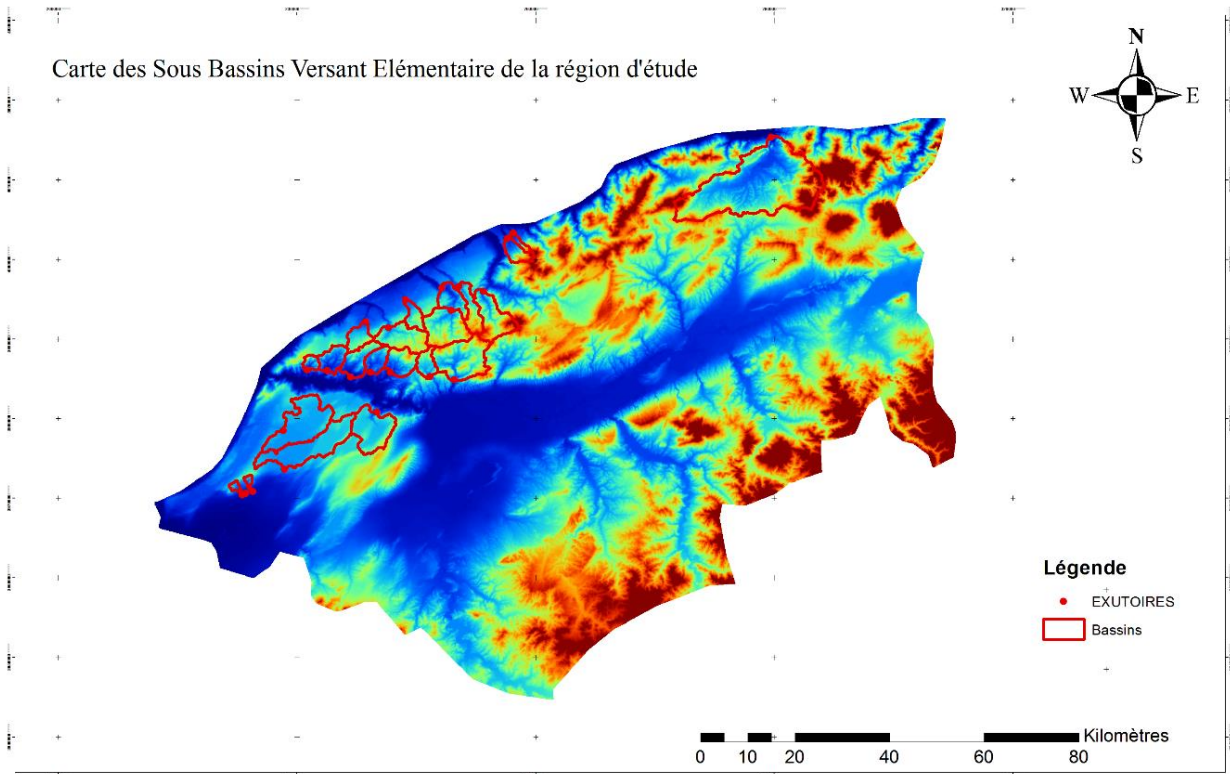 Carte des Sous Bassins Versant Elémentaire de la région d'étude
N
W E
S
Légende
EXUTOIRES
Bassins
Kilomètres
0 10 20 40 60 80